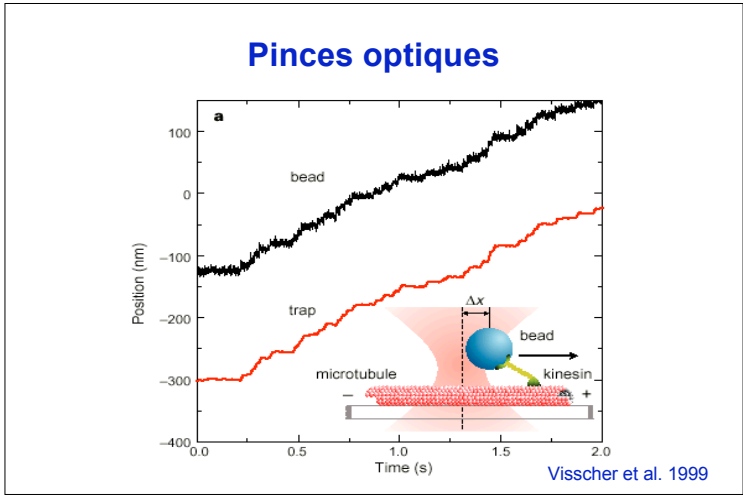 Pinces optiques
a
100
0
−100
−200
−300
−400
Position (nm)
bead
trap
Δx
bead
microtubule
kinesin
− +
0.0 0.5 1.0 1.5 2.0
Time (s)
Visscher et al. 1999